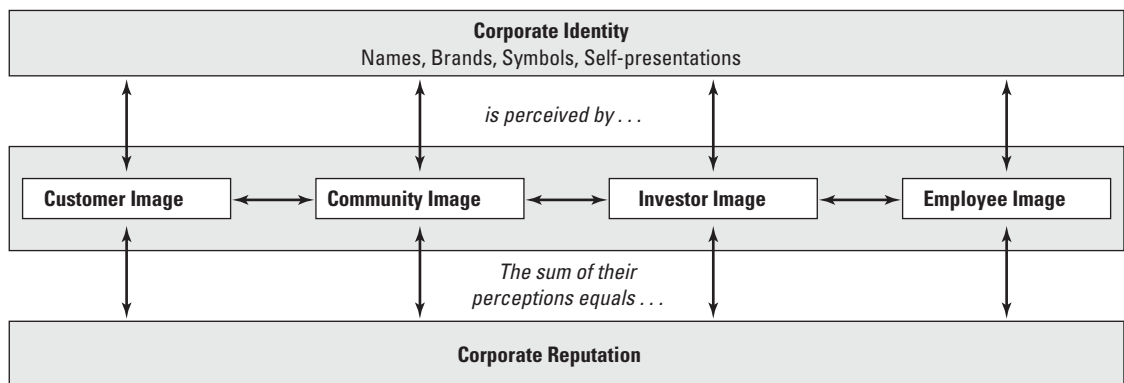 Corporate Identity
Names, Brands, Symbols, Self-presentations
is perceived by . . .
Customer Image
Community Image
Investor Image
Employee Image
The sum of their
perceptions equals . . .
Corporate Reputation